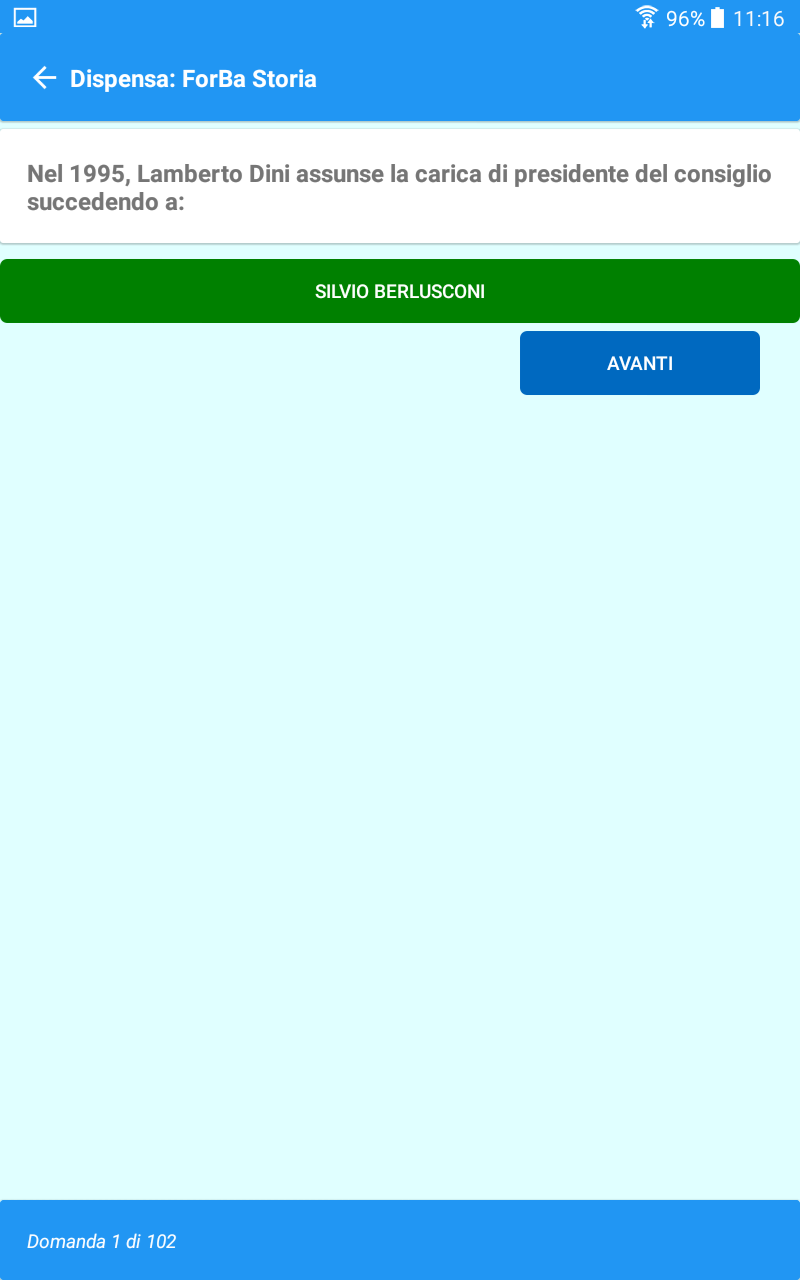 96% 11:16
Dispensa: ForBa Storia
Nel 1995, Lamberto Dini assunse la carica di presidente del consiglio
succedendo a:
SILVIO BERLUSCONI
AVANTI
Domanda 1 di 102